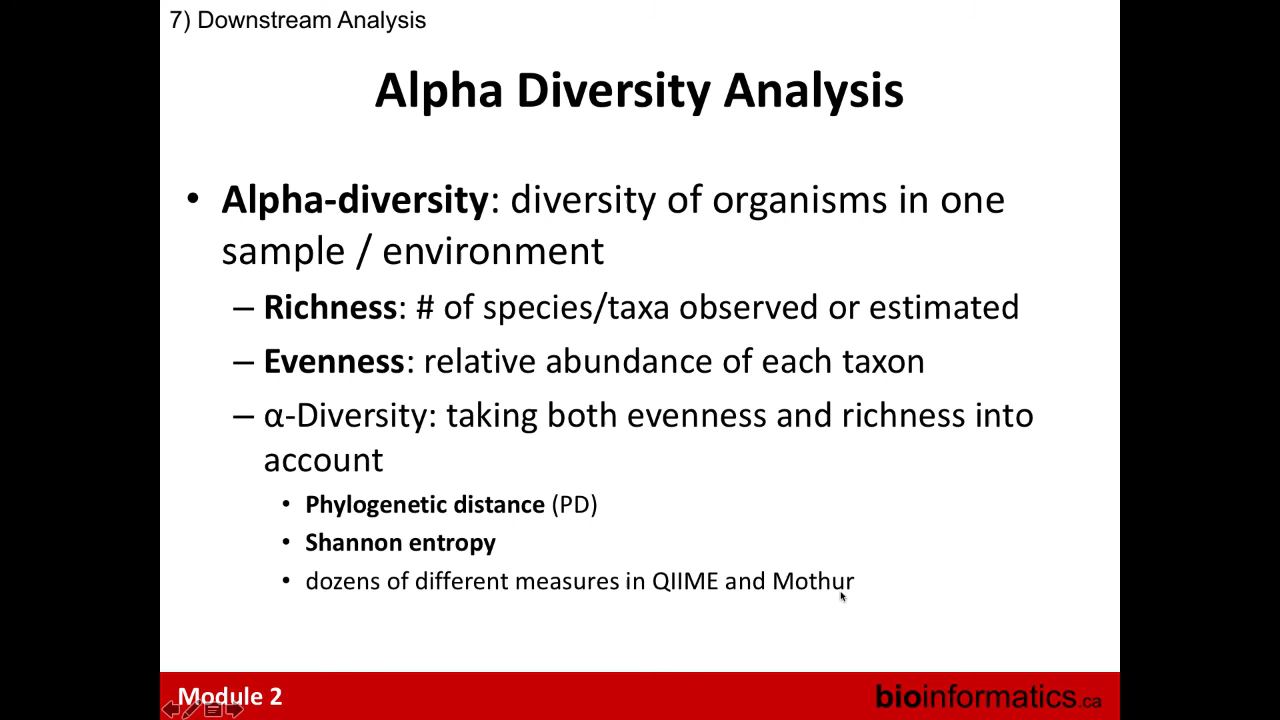 7) Downstream Analysis
Alpha Diversity Analysis
• Alpha-diversity: diversity of organisms in one
sample / environment
– Richness: # of species/taxa observed or estimated
– Evenness: relative abundance of each taxon
– α-Diversity: taking both evenness and richness into
account
• Phylogenetic distance (PD)
• Shannon entropy
• dozens of different measures in QIIME and Mothur
Module 2
bioinformatics.ca